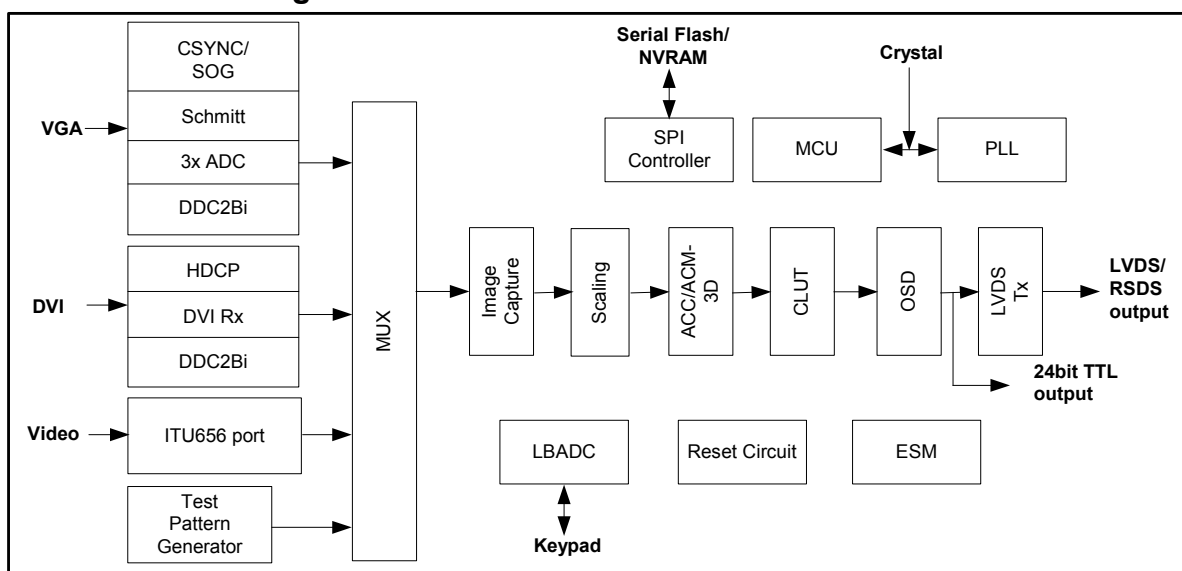 CSYNC/
SOG
Schmitt
3x ADC
DDC2Bi
VGA
HDCP
DVI Rx
DDC2Bi
DVI
Video
ITU656 port
Test
Pattern
Generator
MUX
Serial Flash/
NVRAM
SPI
Controller
Crystal
MCU
PLL
Image
Capture
Scaling
ACC/ACM-
3D
CLUT
OSD
LVDS
Tx
LVDS/
RSDS
output
24bit TTL
output
LBADC
Keypad
Reset Circuit
ESM